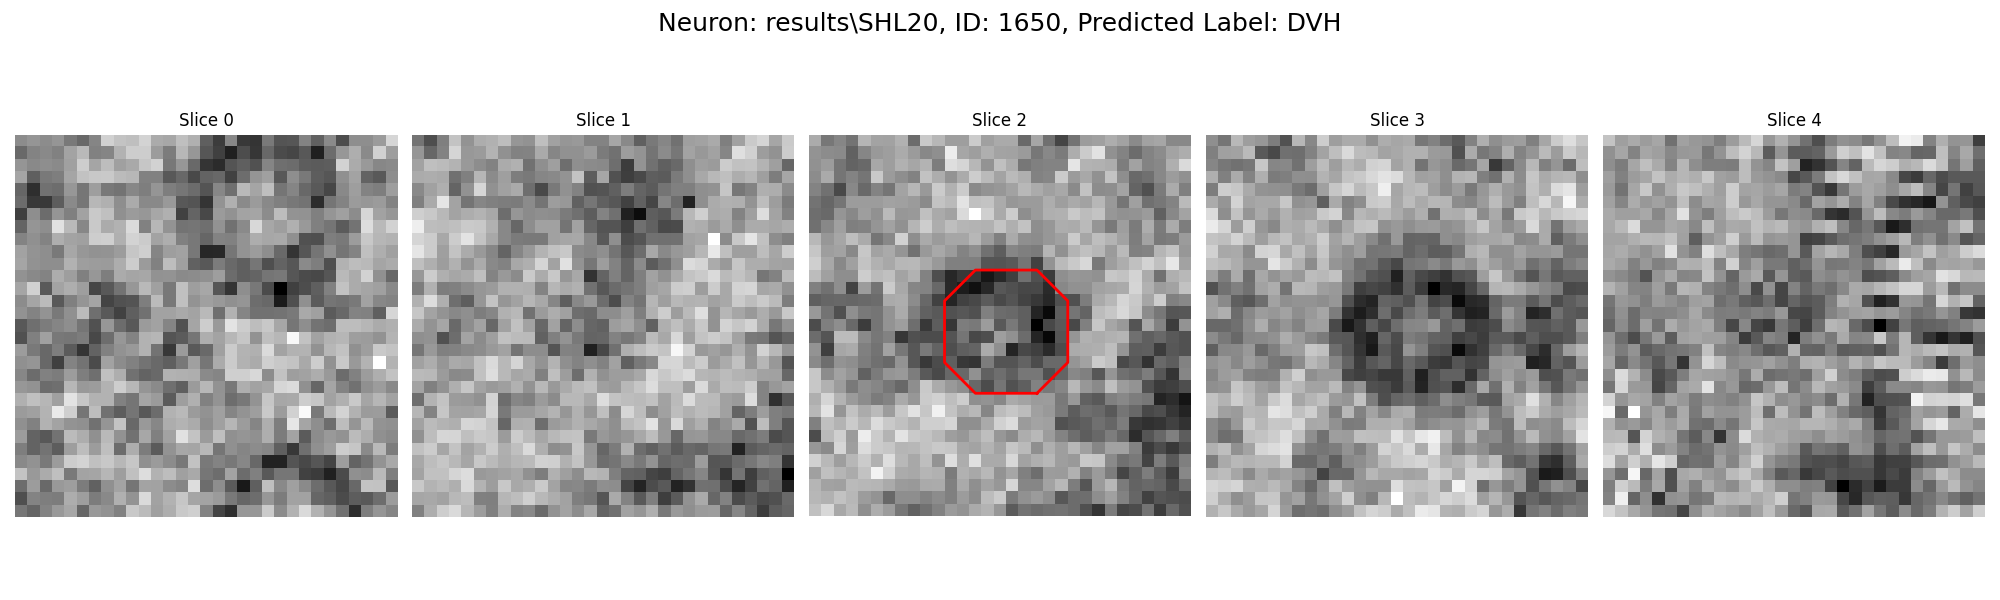 Neuron: results\SHL20, ID: 1650, Predicted Label: DVH
Slice 0
Slice 1
Slice 2
Slice 3
Slice 4